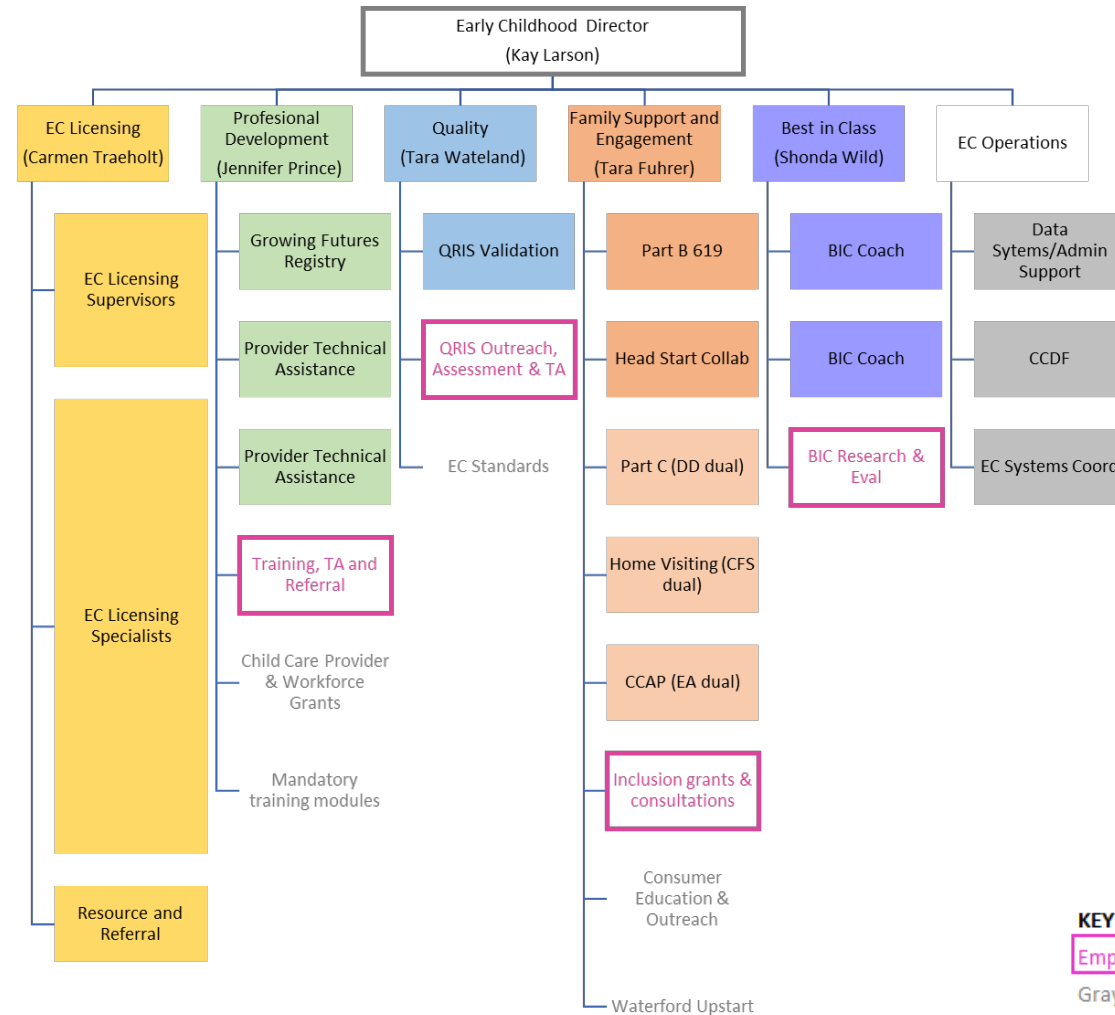 Early Childhood Director
(Kay Larson)
EC Licensing
(Carmen Traeholt)
Profesional
Development
(Jennifer Prince)
Quality
(Tara Wateland)
Family Support and
Engagement
(Tara Fuhrer)
Best in Class
(Shonda Wild)
EC Operations
EC Licensing
Supervisors
EC Licensing
Specialists
Resource and
Referral
Growing Futures
Registry
Provider Technical
Assistance
Provider Technical
Assistance
Training, TA and
Referral
Child Care Provider
& Workforce
Grants
Mandatory
training modules
QRIS Validation
QRIS Outreach,
Assessment & TA
EC Standards
Part B 619
Head Start Collab
Part C (DD dual)
Home Visiting (CFS
dual)
CCAP (EA dual)
Inclusion grants &
consultations
Consumer
Education &
Outreach
Waterford Upstart
BIC Coach
BIC Coach
BIC Research &
Eval
Data
Sytems/Admin
Support
CCDF
EC Systems Coord
KEY
Emp
Gray